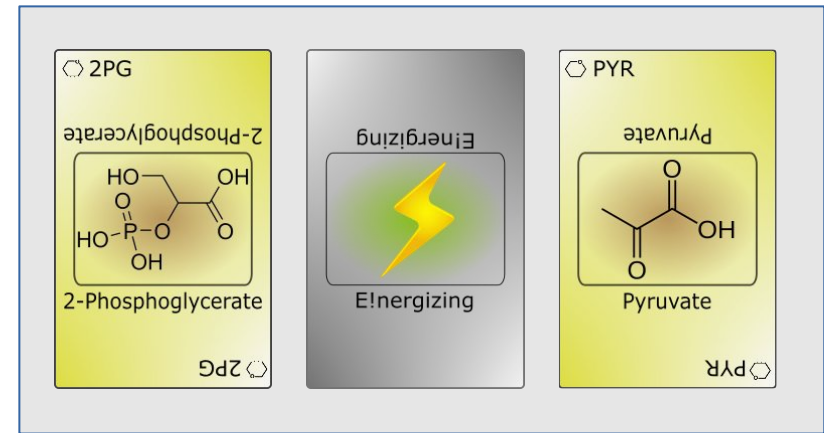 2PG
2-Phosphoglycerate
HO
OH
O
O
HO
P
O
OH
2-Phosphoglycerate
2PG
E!nergizing
E!nergizing
PYR
Pyruvate
O
OH
O
Pyruvate
PYR